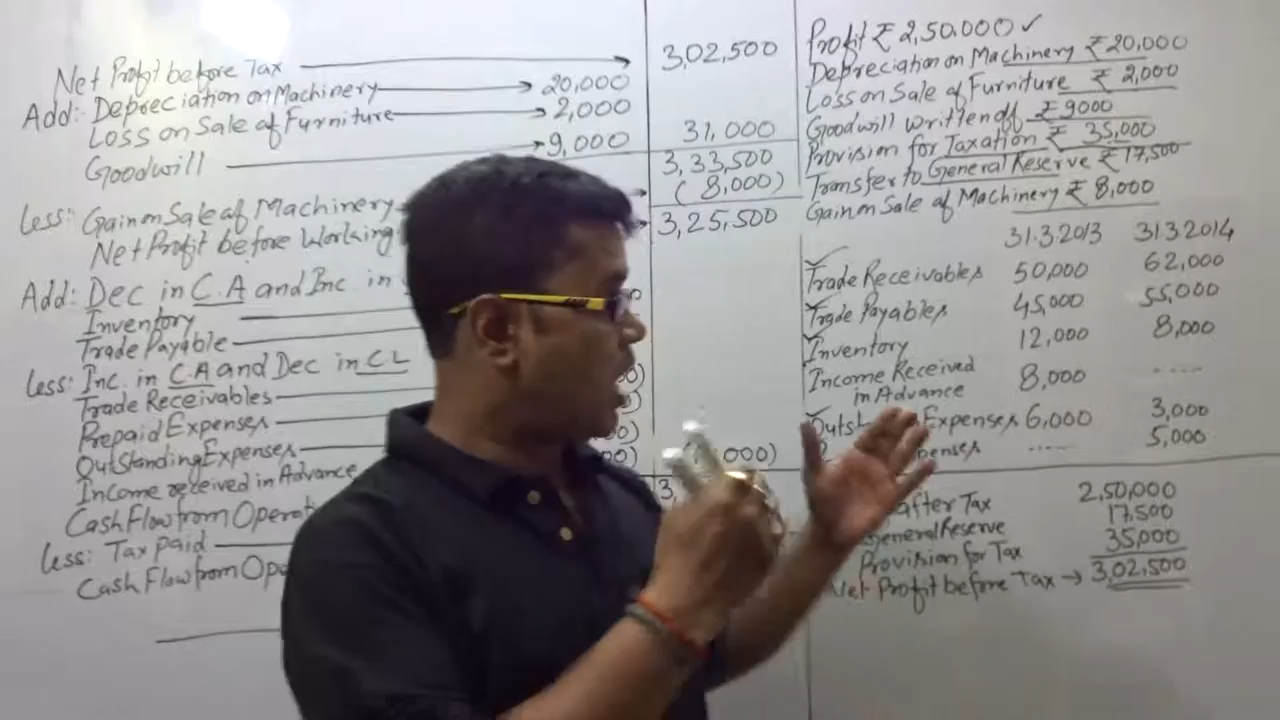 Net Profit before Tax 3,02,500
Add:- Depreciation on Machinery 20,000
Loss on Sale of Furniture 2,000
Goodwill 9,000 31,000
3,33,500
Less: Gain on Sale of Machinery (8,000)
Net Profit before Working 3,25,500
Add: Dec in C.A and Inc in
Inventory
Trade Payable
Less: Inc. in C.A and Dec in CL
Trade Receivables
Prepaid Expenses
Outstanding Expenses
Income received in Advance 000)
Cash Flow from Operati 3,
Less: Tax paid
Cash Flow from Ope
Profit ₹ 2,50,000 ✓
Depreciation on Machinery ₹ 20,000
Loss on Sale of Furniture ₹ 2,000
Goodwill written off ₹ 9000
Provision for Taxation ₹ 35,000
Transfer to General Reserve ₹ 17,500
Gain on Sale of Machinery ₹ 8,000
31.3.2013 31.3.2014
Trade Receivables 50,000 62,000
Trade Payables 45,000 55,000
Inventory 12,000 8,000
Income Received
in Advance 8,000 .....
Outst Expenses 6,000 3,000
penses ..... 5,000
after Tax 2,50,000
General Reserve 17,500
Provision for Tax 35,000
Net Profit before Tax → 3,02,500